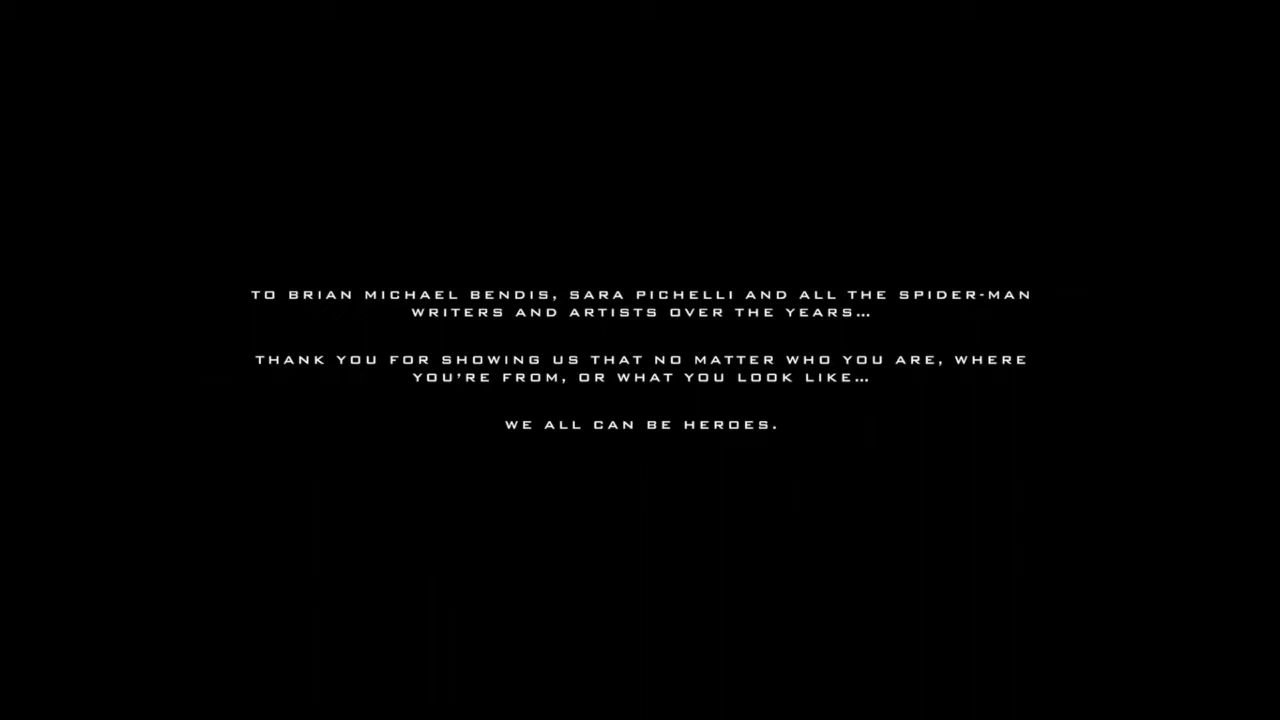 TO BRIAN MICHAEL BENDIS, SARA PICHELLI AND ALL THE SPIDER-MAN
WRITERS AND ARTISTS OVER THE YEARS...
THANK YOU FOR SHOWING US THAT NO MATTER WHO YOU ARE, WHERE
YOU'RE FROM, OR WHAT YOU LOOK LIKE...
WE ALL CAN BE HEROES.